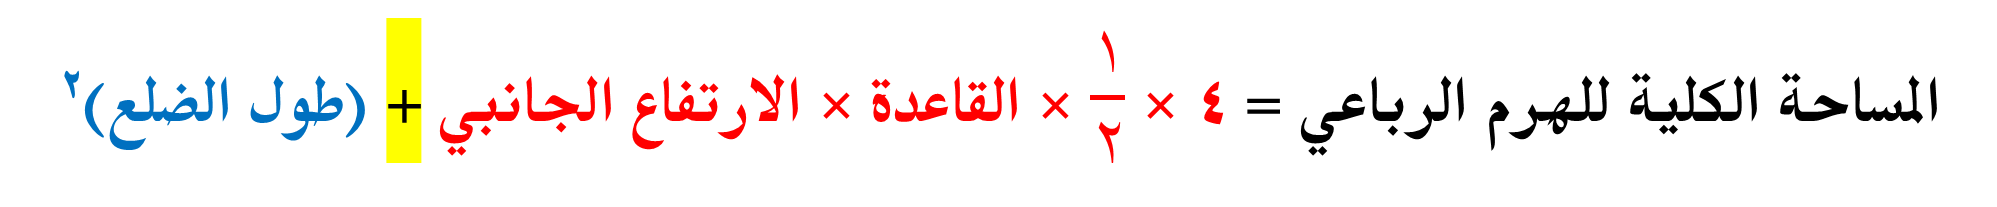 المساحة الكلية للهرم الرباعي = ٤ × ١/٢ × القاعدة × الارتفاع الجانبي + (طول الضلع)٢